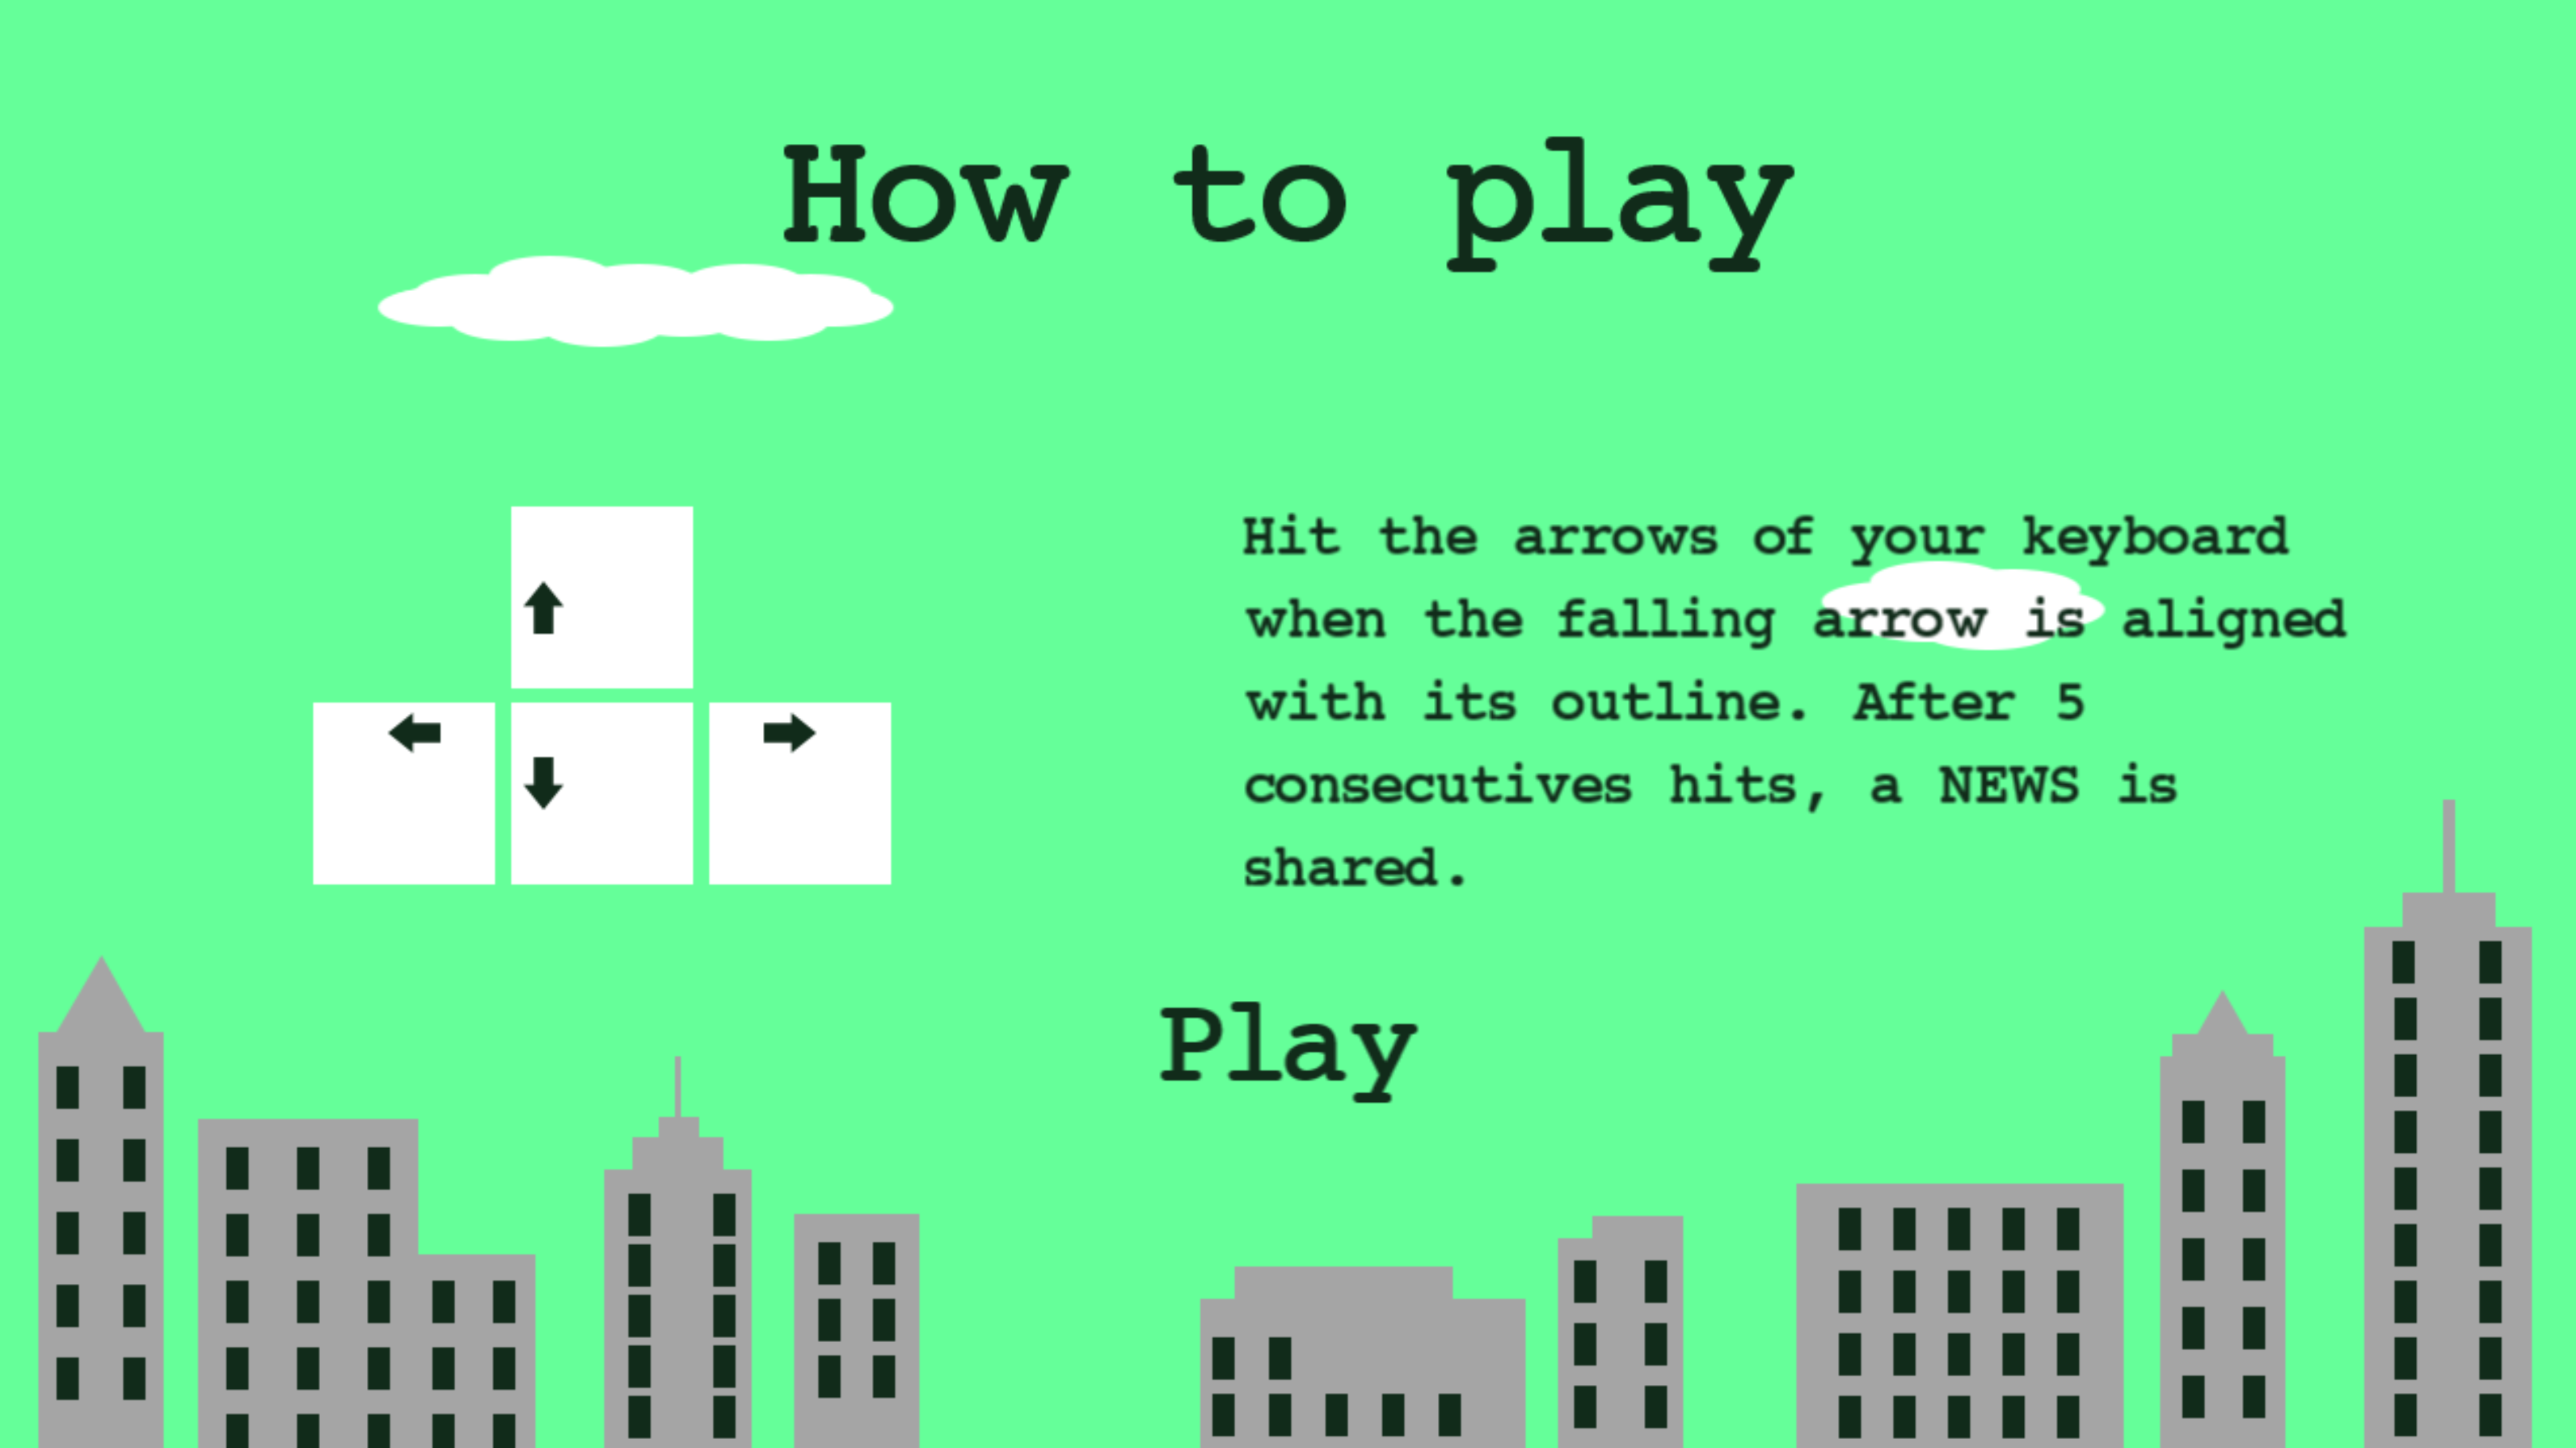 How to play
Hit the arrows of your keyboard
when the falling arrow is aligned
with its outline. After 5
consecutives hits, a NEWS is
shared.
Play